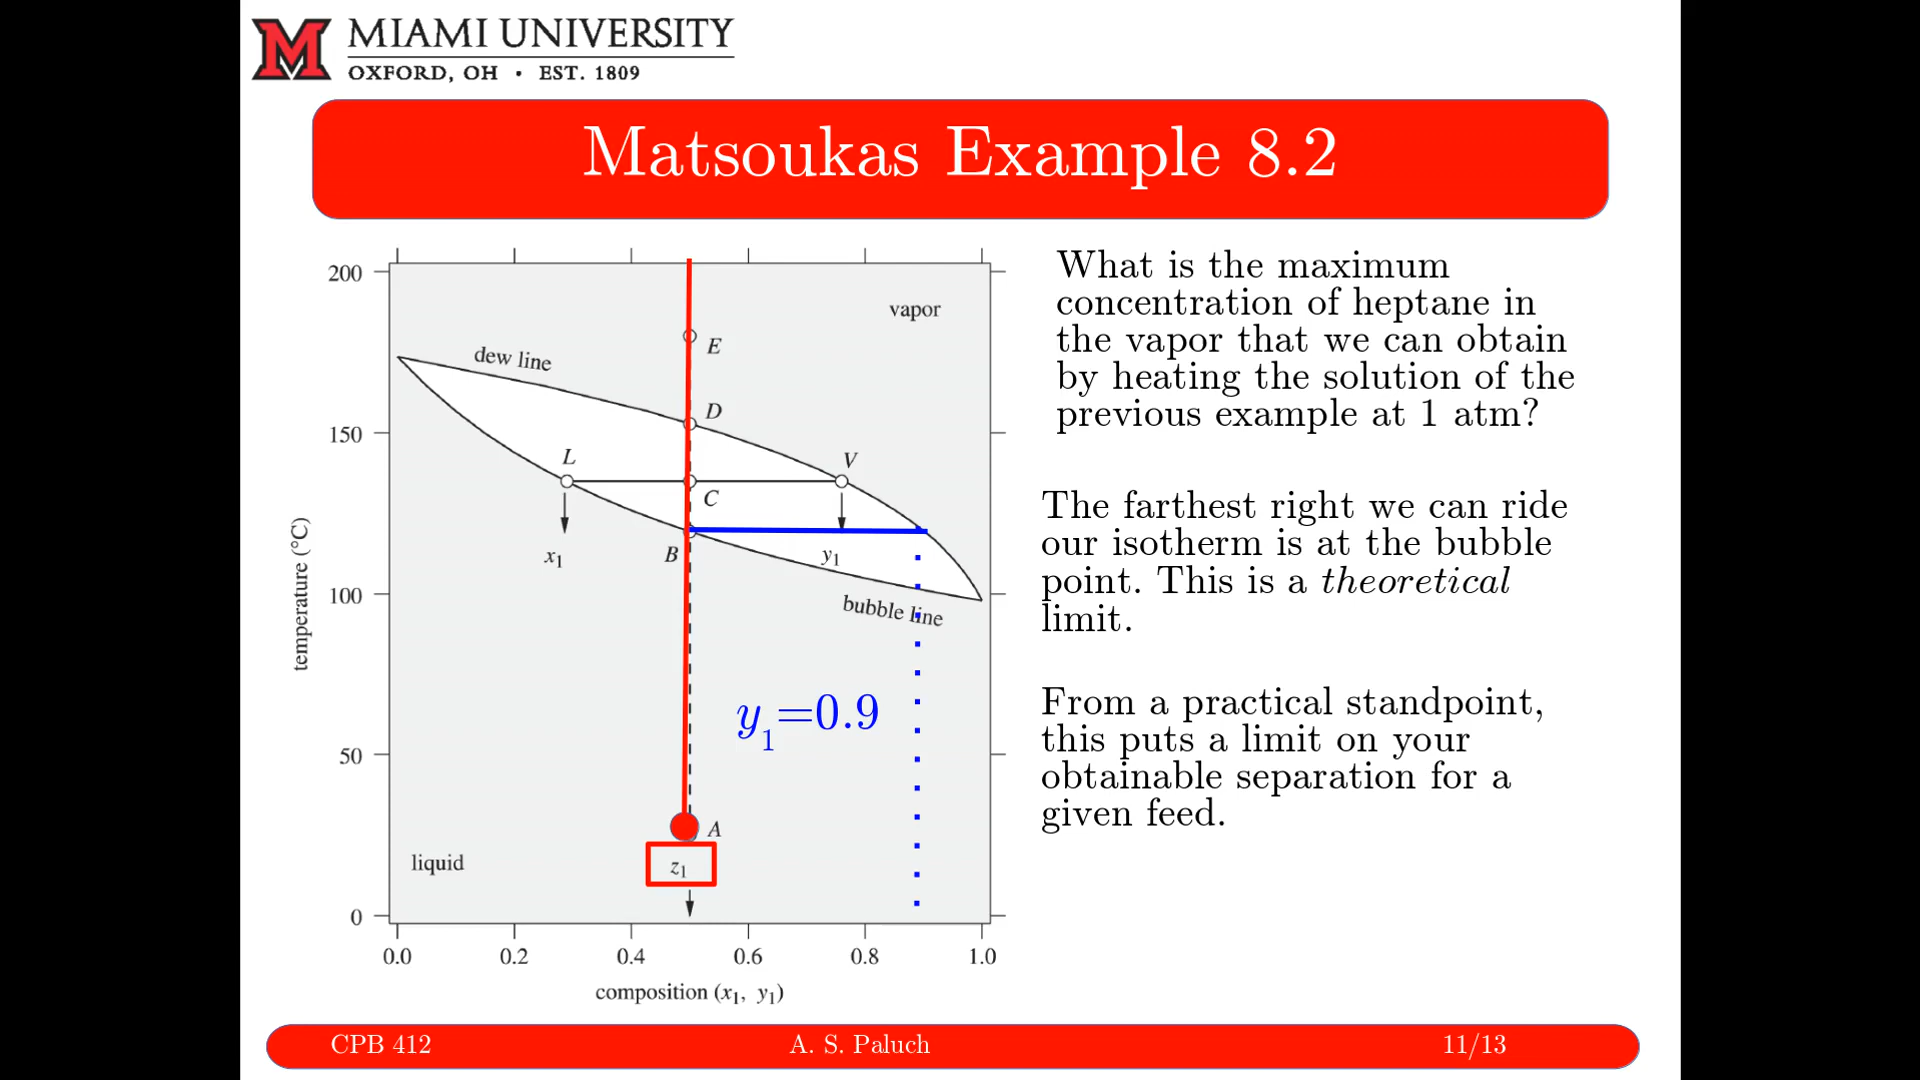 MIAMI UNIVERSITY
OXFORD, OH • EST. 1809
Matsoukas Example 8.2
What is the maximum
concentration of heptane in
the vapor that we can obtain
by heating the solution of the
previous example at 1 atm?
The farthest right we can ride
our isotherm is at the bubble
point. This is a theoretical
limit.
From a practical standpoint,
this puts a limit on your
obtainable separation for a
given feed.
200
150
100
50
0
temperature (°C)
vapor
dew line
E
D
L
V
C
x₁
B
y₁
bubble line
y₁=0.9
A
z₁
liquid
0.0 0.2 0.4 0.6 0.8 1.0
composition (x₁, y₁)
CPB 412 A. S. Paluch 11/13